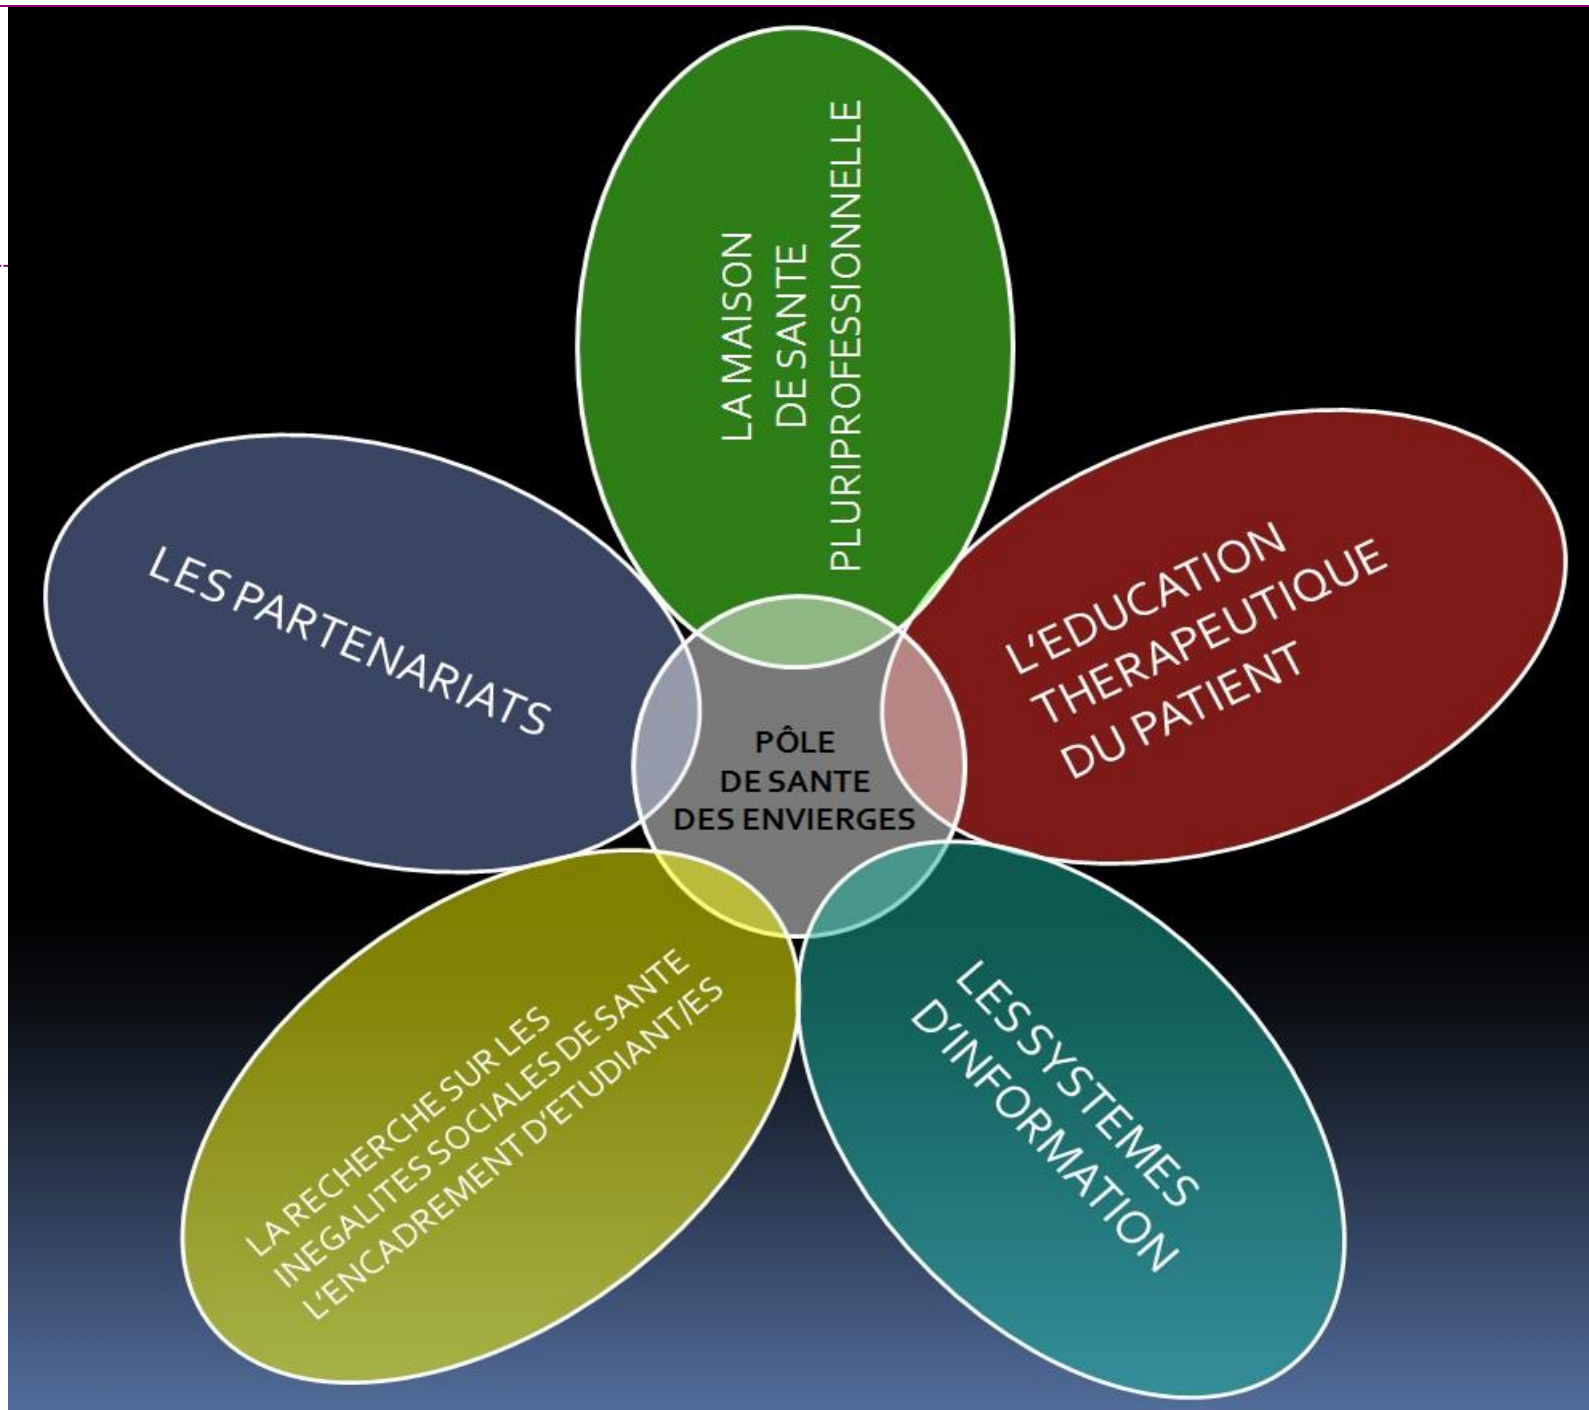 LA MAISON
DE SANTE
PLURIPROFESSIONNELLE
L'EDUCATION
THERAPEUTIQUE
DU PATIENT
LES PARTENARIATS
PÔLE
DE SANTE
DES ENVIERGES
LES SYSTEMES
D'INFORMATION
LA RECHERCHE SUR LES
INEGALITES SOCIALES DE SANTE
L'ENCADREMENT D'ETUDIANT/ES